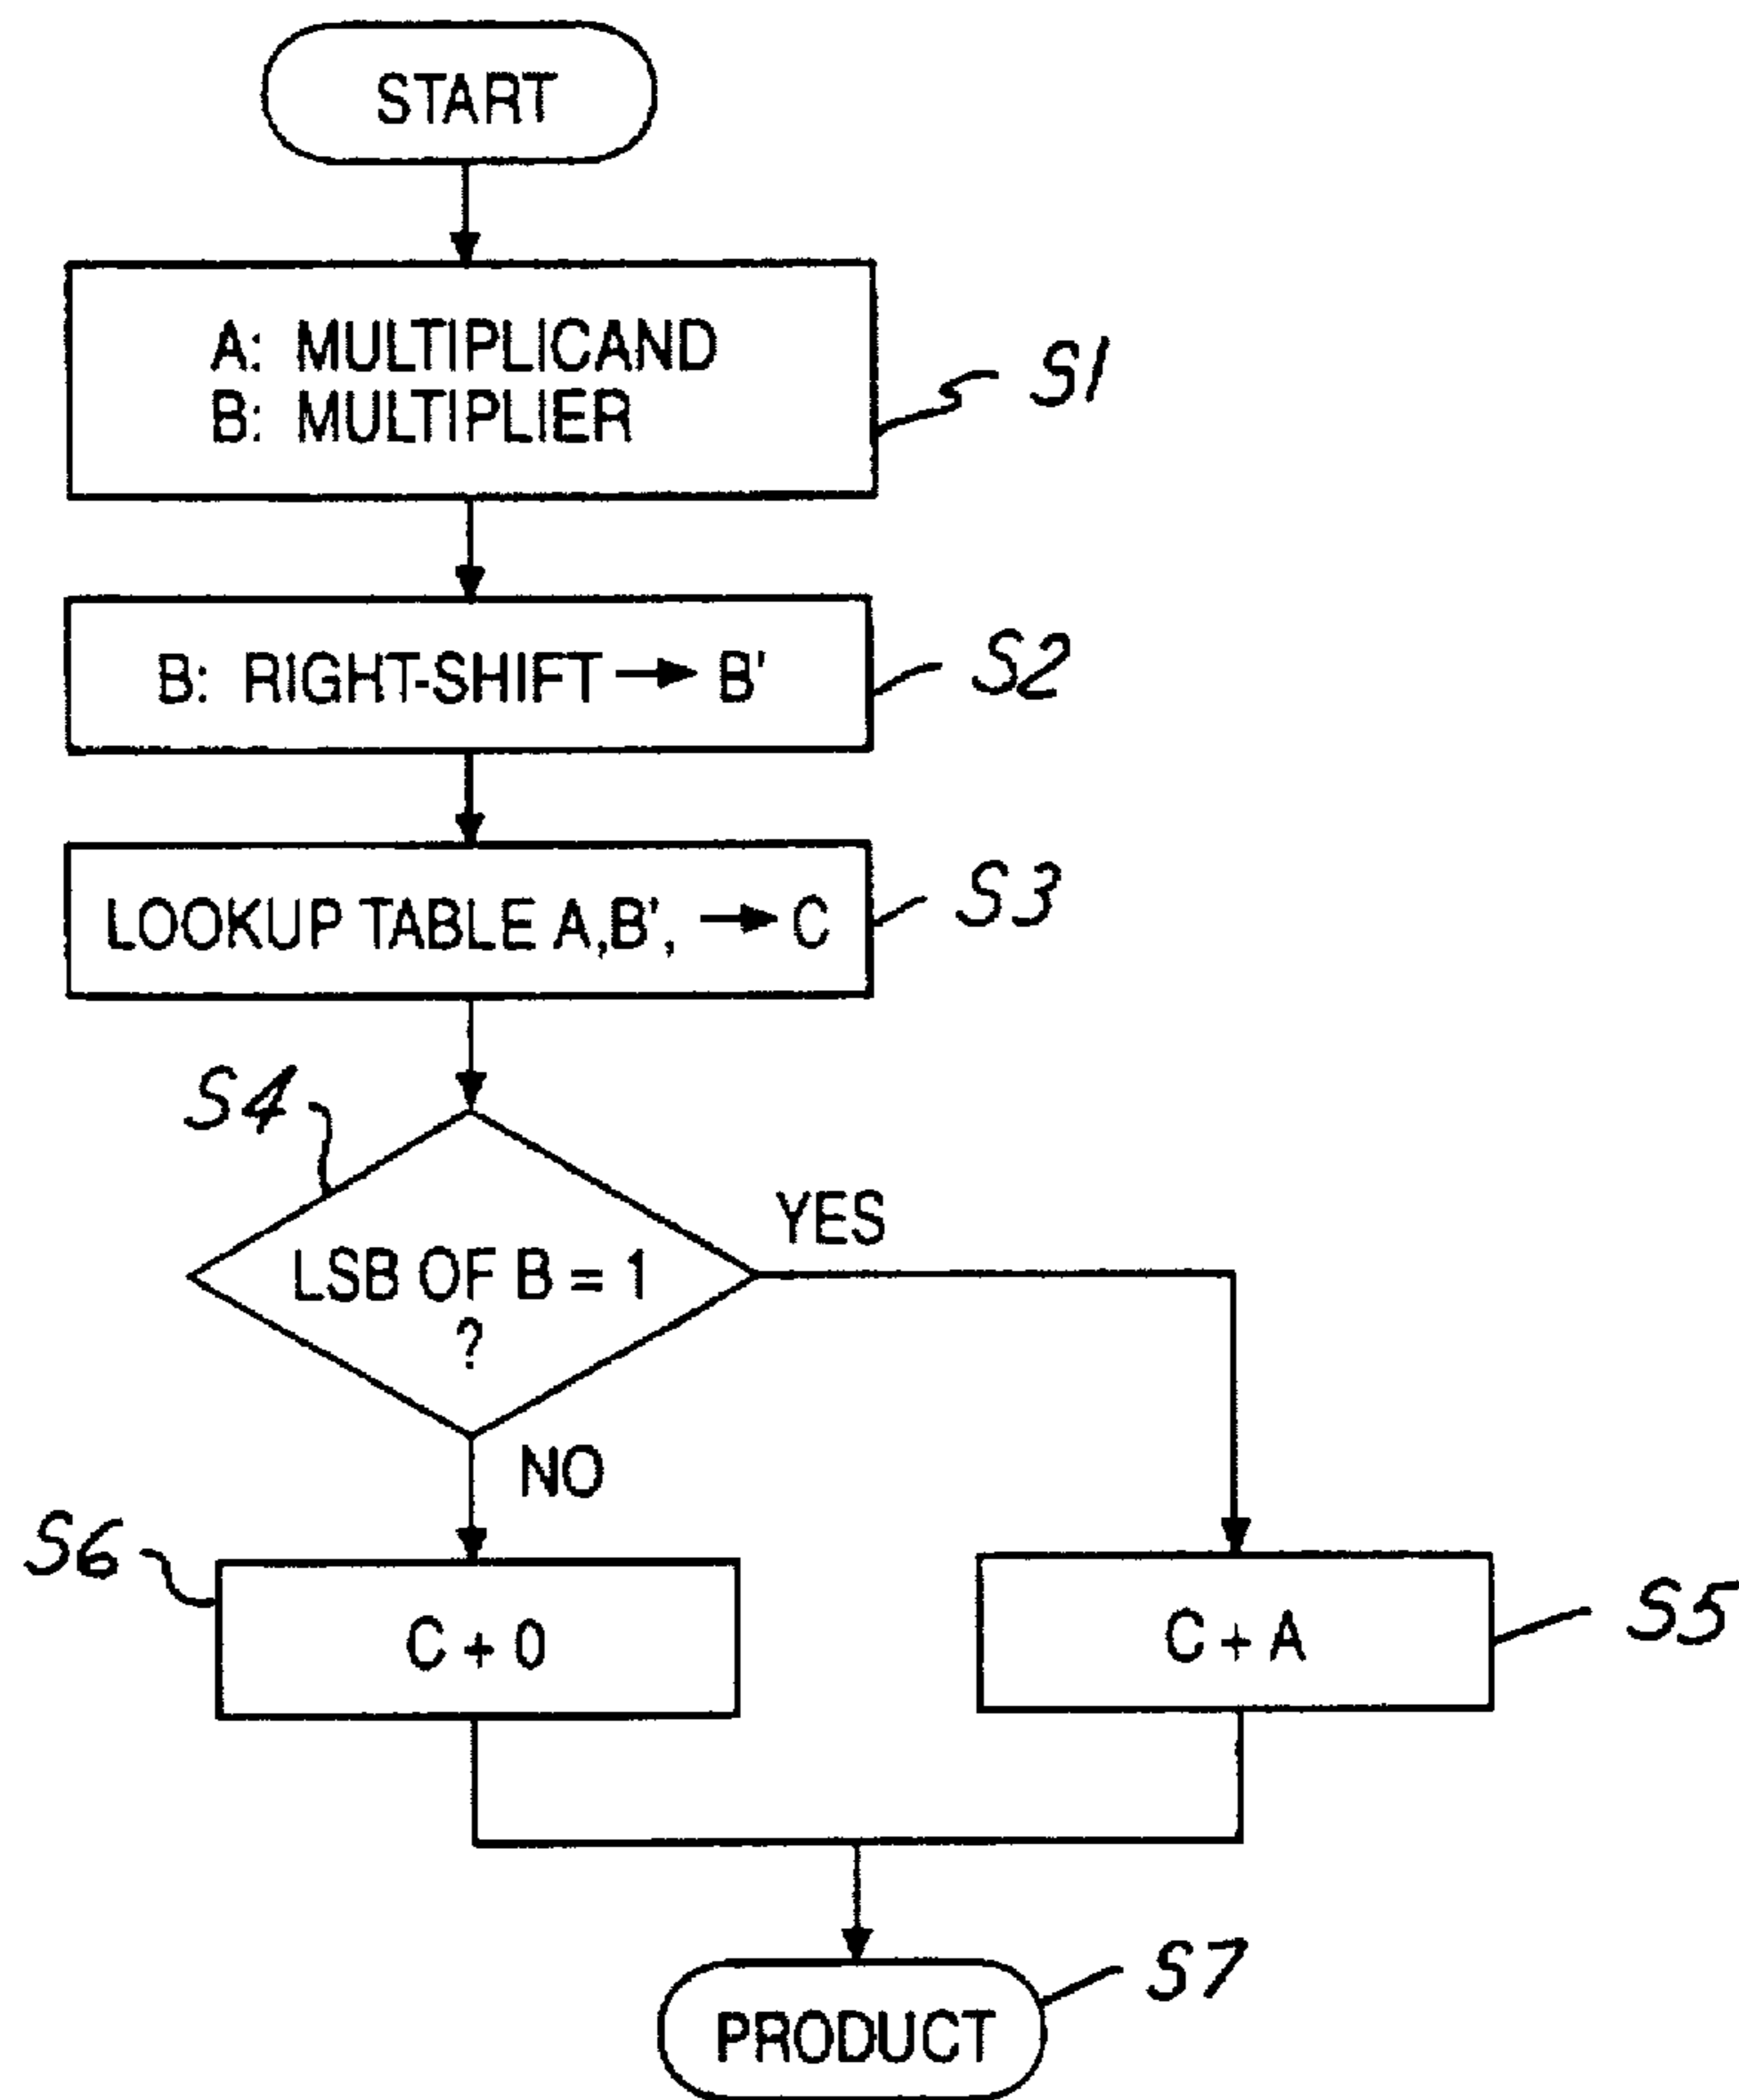 START
A: MULTIPLICAND
B: MULTIPLIER
S1
B: RIGHT-SHIFT → B'
S2
LOOKUP TABLE A,B', → C
S3
S4
LSB OF B = 1
?
YES
NO
S6
C + 0
C + A
S5
S7
PRODUCT